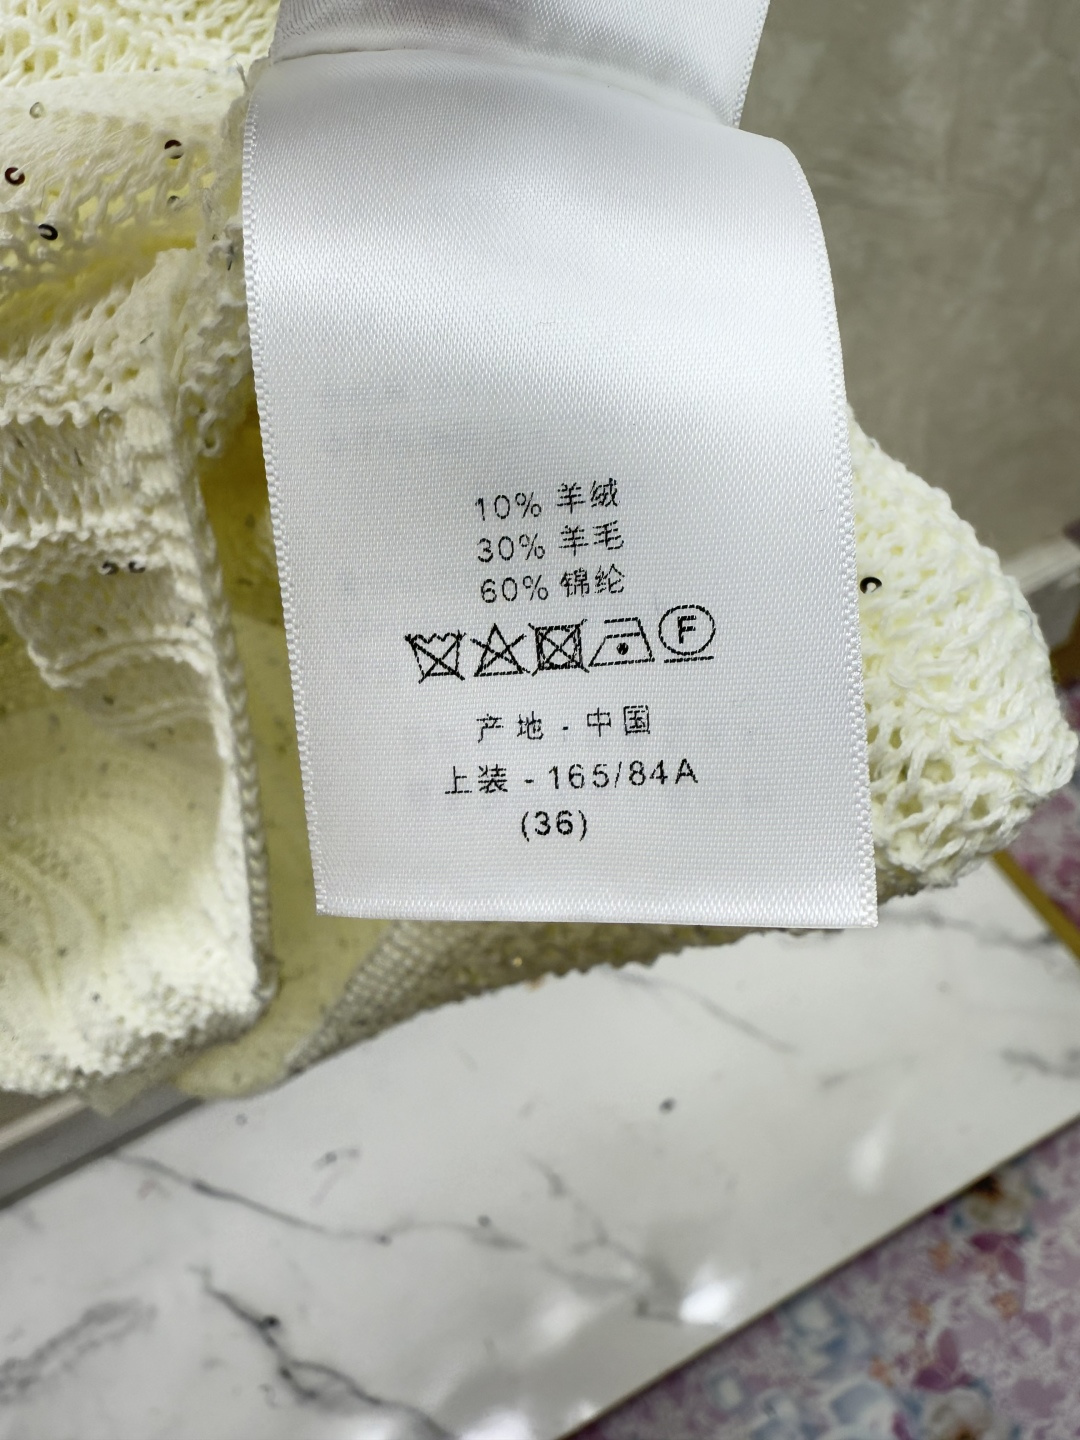 10% 羊绒
30% 羊毛
60% 锦纶
F
产地 - 中国
上装 - 165/84A
(36)